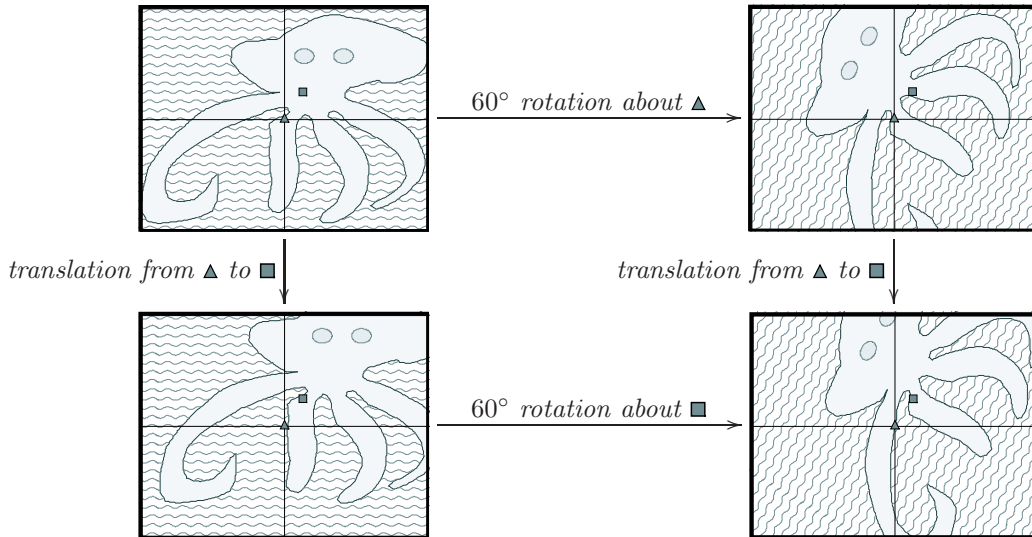 60° rotation about ▲
translation from ▲ to ■
translation from ▲ to ■
60° rotation about ■